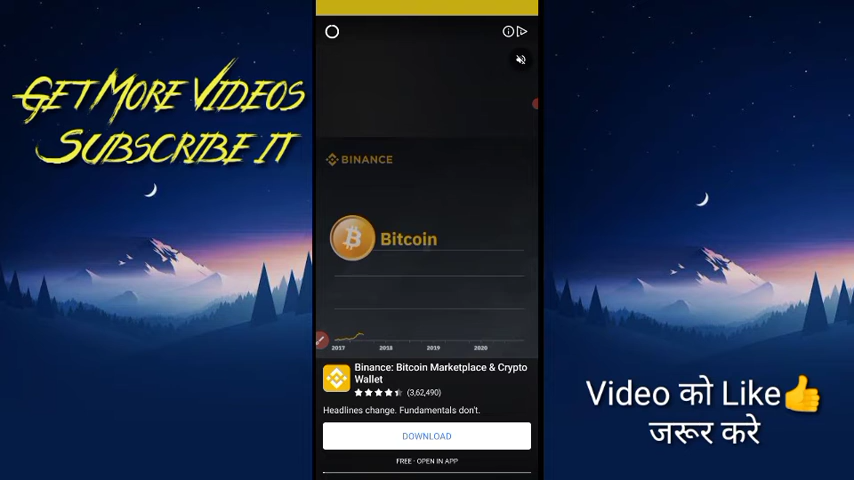 GET MORE VIDEOS
SUBSCRIBE IT
BINANCE
Bitcoin
2017 2018 2019 2020
Binance: Bitcoin Marketplace & Crypto
Wallet
(3,62,490)
Headlines change. Fundamentals don't.
DOWNLOAD
FREE · OPEN IN APP
Video को Like👍
जरूर करे